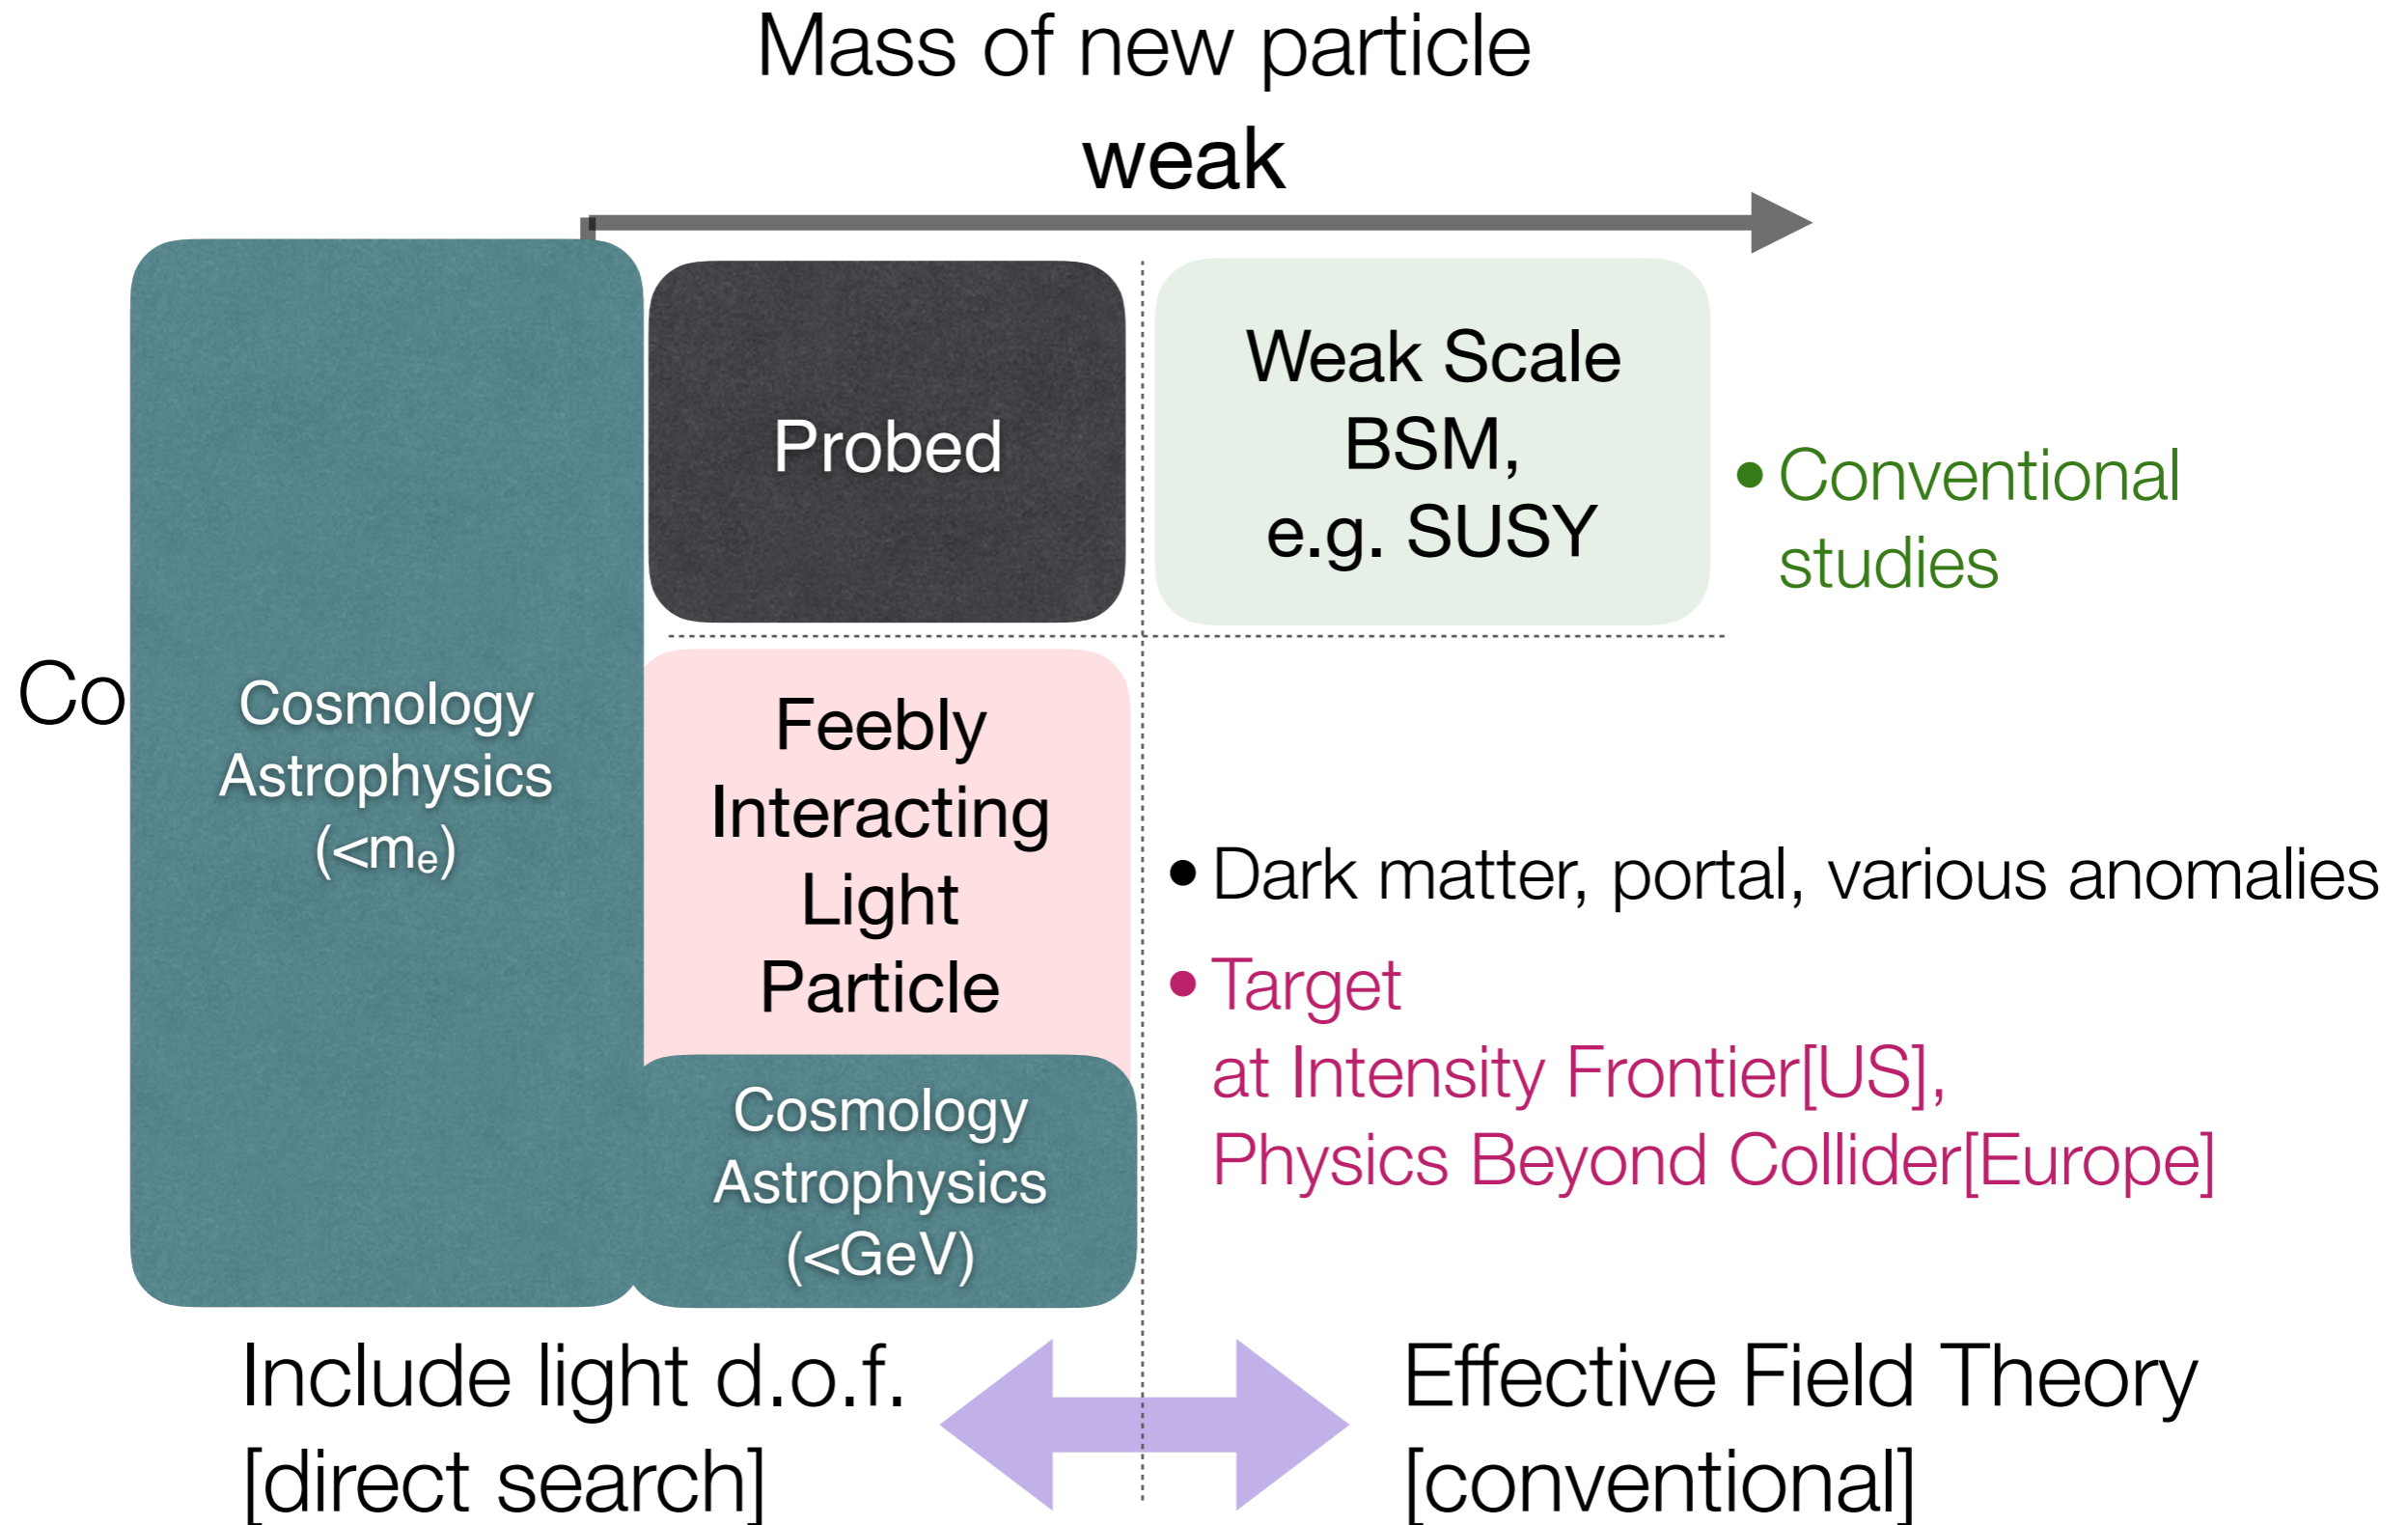 Mass of new particle
weak
Probed
Weak Scale
BSM,
e.g. SUSY
• Conventional
studies
Co
Cosmology
Astrophysics
(<mₑ)
Feebly
Interacting
Light
Particle
• Dark matter, portal, various anomalies
• Target
at Intensity Frontier[US],
Physics Beyond Collider[Europe]
Cosmology
Astrophysics
(<GeV)
Include light d.o.f.
[direct search]
Effective Field Theory
[conventional]